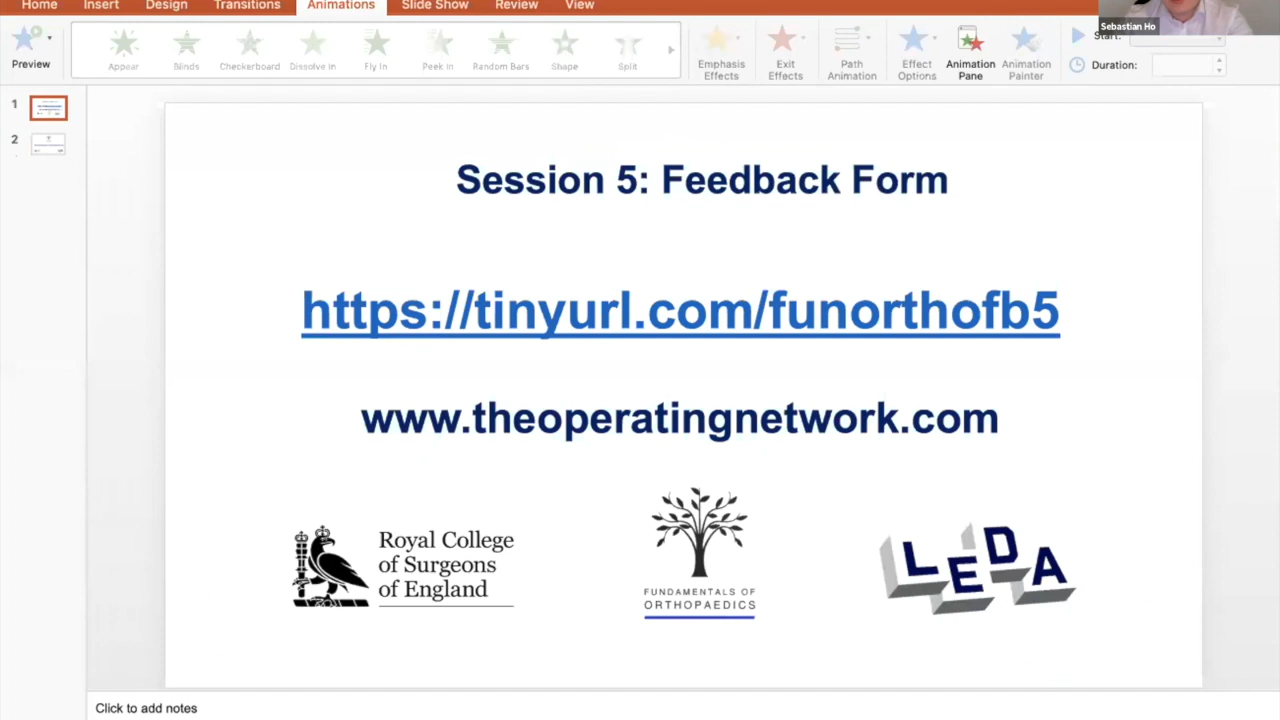 Home Insert Design Transitions Animations Slide Show Review View
Sebastian Ho
Preview
Appear Blinds Checkerboard Dissolve In Fly In Peek In Random Bars Shape Split
Emphasis Effects
Exit Effects
Path Animation
Effect Options
Animation Pane
Animation Painter
Start:
Duration:
1
2
Session 5: Feedback Form
https://tinyurl.com/funorthofb5
www.theoperatingnetwork.com
Royal College
of Surgeons
of England
FUNDAMENTALS OF
ORTHOPAEDICS
LEDA
Click to add notes